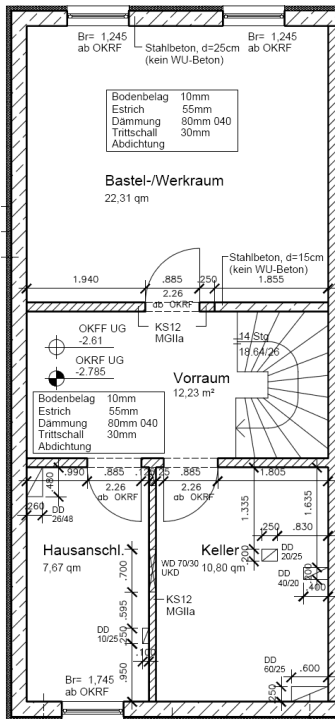 Br= 1,245
ab OKRF
Br= 1,245
ab OKRF
Stahlbeton, d=25cm
(kein WU-Beton)
Bodenbelag 10mm
Estrich 55mm
Dämmung 80mm 040
Trittschall 30mm
Abdichtung
Bastel-/Werkraum
22,31 qm
Stahlbeton, d=15cm
(kein WU-Beton)
1.940
.885
.250
1.855
2.26
ab OKRF
KS12
MGIIa
OKFF UG
-2.61
OKRF UG
-2.785
14 Stg
18.64/26
Vorraum
12,23 m²
Bodenbelag 10mm
Estrich 55mm
Dämmung 80mm 040
Trittschall 30mm
Abdichtung
.990
.885
.885
1.805
2.26
ab OKRF
2.26
ab OKRF
.480
.260
DD
26/48
1.335
1.635
.250
.830
.200
DD
20/25
DD
40/20
.200
.400
Hausanschl.
7,67 qm
Keller
10,80 qm
WD 70/30
UKD
.700
KS12
MGIIa
.595
DD
10/25
.250
.100
.950
DD
60/25
.600
.250
Br= 1,745
ab OKRF